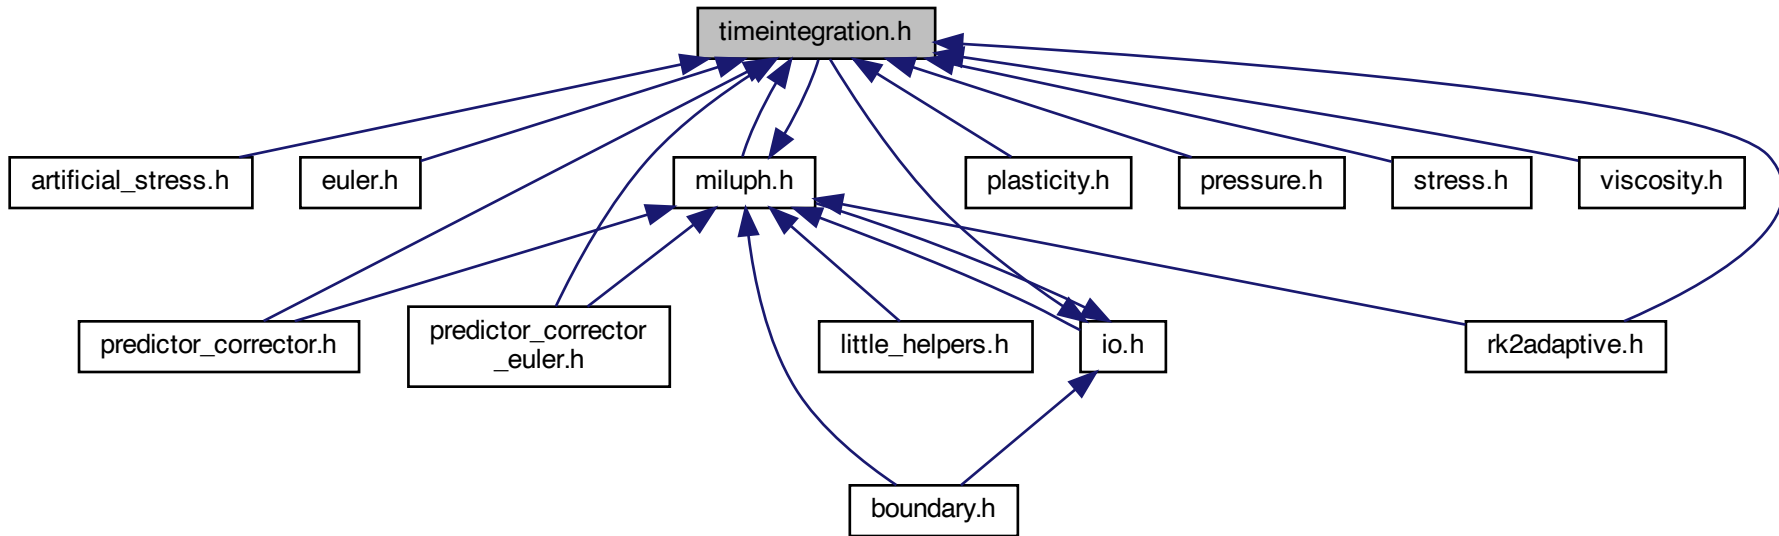 timeintegration.h
artificial_stress.h
euler.h
miluph.h
plasticity.h
pressure.h
stress.h
viscosity.h
predictor_corrector.h
predictor_corrector
_euler.h
little_helpers.h
io.h
rk2adaptive.h
boundary.h